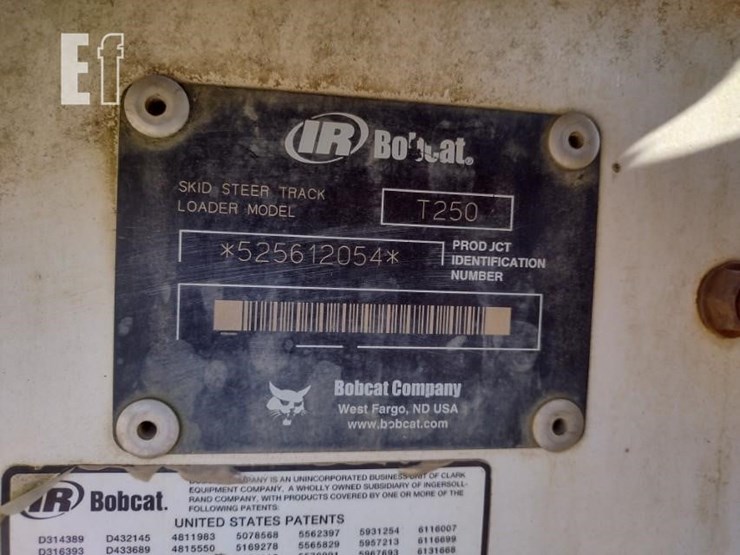 Ef
IR Bobcat®
SKID STEER TRACK
LOADER MODEL
T250
*525612054*
PRODUCT
IDENTIFICATION
NUMBER
Bobcat Company
West Fargo, ND USA
www.bobcat.com
COMPANY IS AN UNINCORPORATED BUSINESS UNIT OF CLARK
EQUIPMENT COMPANY, A WHOLLY OWNED SUBSIDIARY OF INGERSOLL-
RAND COMPANY, WITH PRODUCTS COVERED BY ONE OR MORE OF THE
FOLLOWING PATENTS:
IR Bobcat.
UNITED STATES PATENTS
D314389 D432145 4811983 5078568 5562397 5931254 6116007
D316393 D433689 4815550 5169278 5565829 5957213 6116699
5967693 6131668